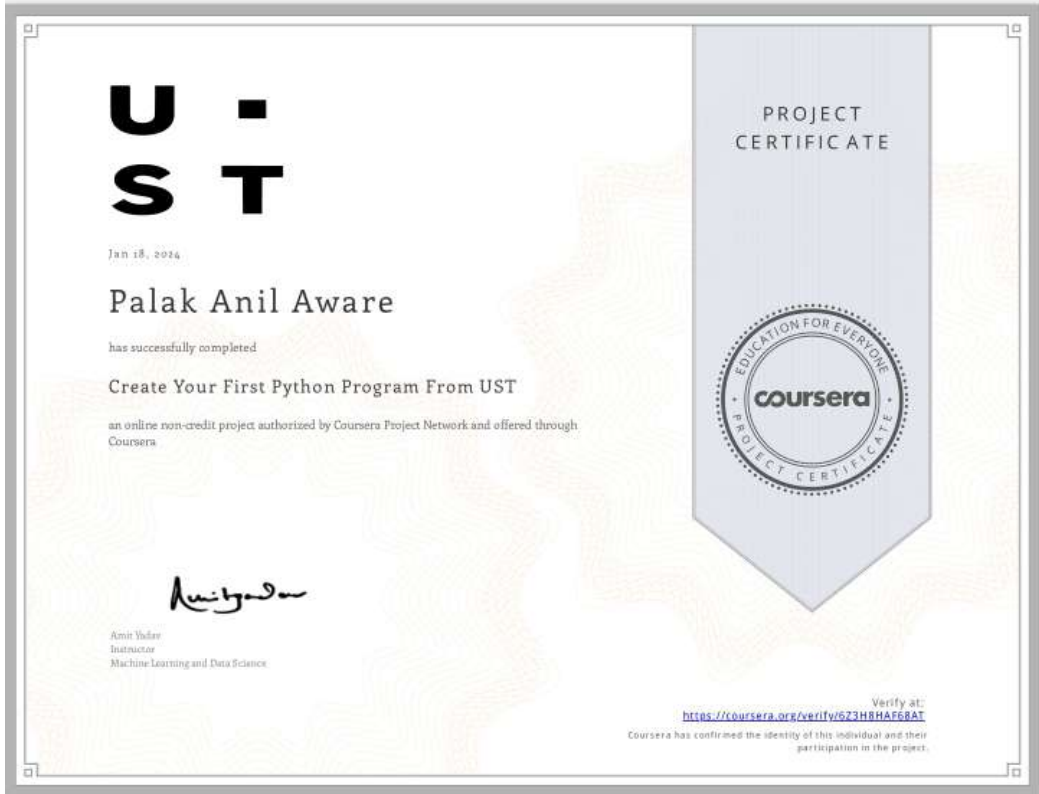 U -
S T
Jan 18, 2024
Palak Anil Aware
has successfully completed
Create Your First Python Program From UST
an online non-credit project authorized by Coursera Project Network and offered through
Coursera
Amit Yadav
Instructor
Machine Learning and Data Science
PROJECT
CERTIFICATE
EDUCATION FOR EVERYONE
coursera
PROJECT CERTIFICATE
Verify at:
https://coursera.org/verify/6Z3H8HAF68AT
Coursera has confirmed the identity of this individual and their
participation in the project.